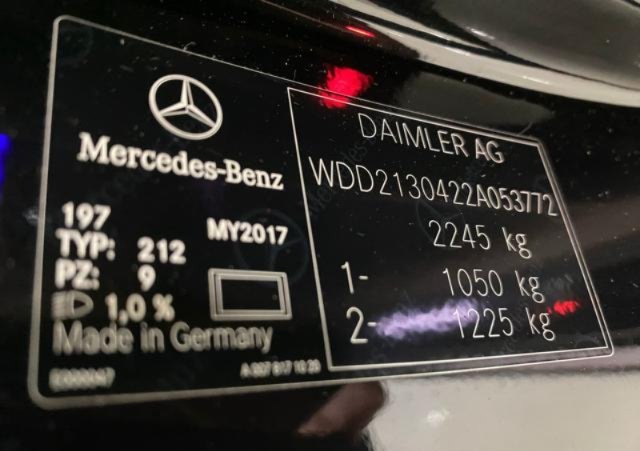 Mercedes-Benz
197
TYP: 212 MY2017
PZ: 9
1,0 %
Made in Germany
DAIMLER AG
WDD2130422A053772
2245 kg
1- 1050 kg
2- 1225 kg